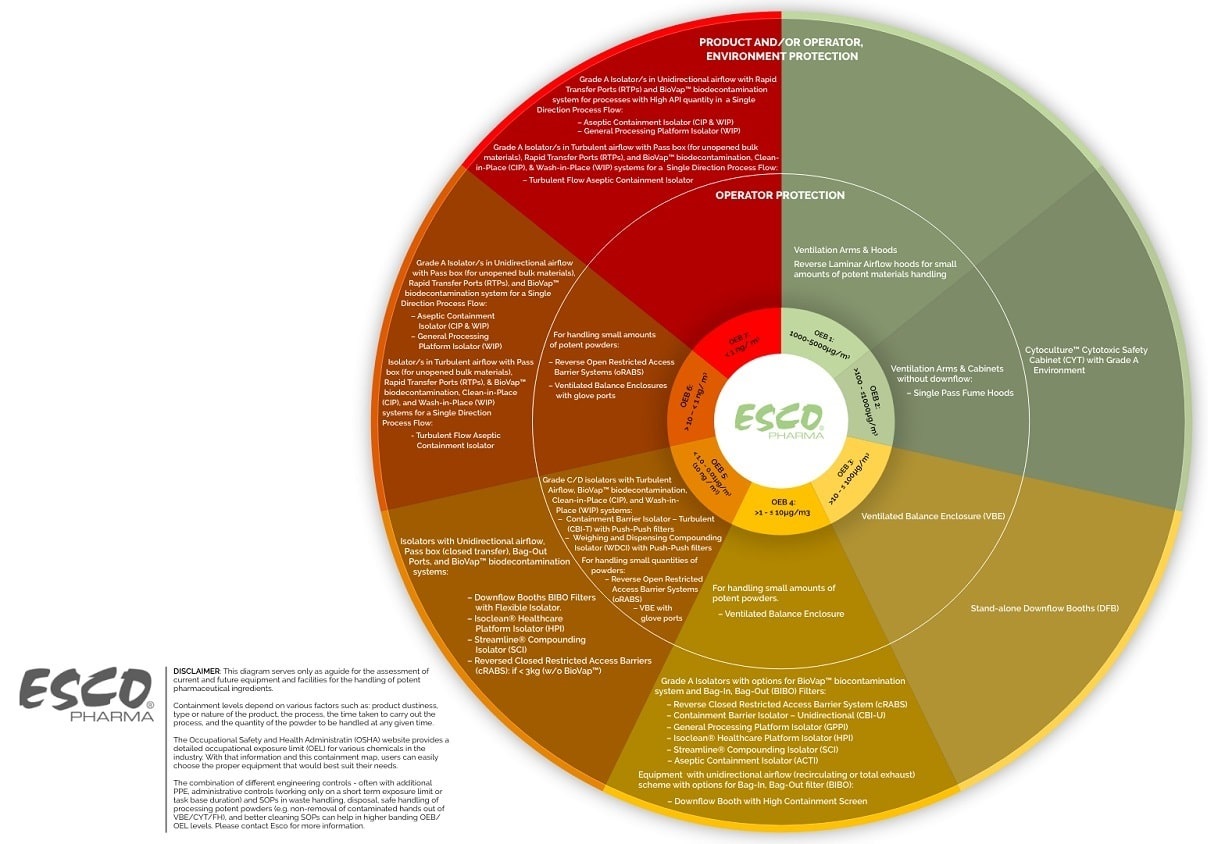 PRODUCT AND/OR OPERATOR,
ENVIRONMENT PROTECTION
Grade A Isolator/s in Unidirectional airflow with Rapid
Transfer Ports (RTPs) and BioVap™ biodecontamination
system for processes with High API quantity in a Single
Direction Process Flow:
– Aseptic Containment Isolator (CIP & WIP)
– General Processing Platform Isolator (WIP)
Grade A Isolator/s in Turbulent airflow with Pass box (for unopened bulk
materials), Rapid Transfer Ports (RTPs), and BioVap™ biodecontamination, Clean-
in-Place (CIP), & Wash-in-Place (WIP) systems for a Single Direction Process Flow:
– Turbulent Flow Aseptic Containment Isolator
OPERATOR PROTECTION
Ventilation Arms & Hoods
Reverse Laminar Airflow hoods for small
amounts of potent materials handling
Cytoculture™ Cytotoxic Safety
Cabinet (CYT) with Grade A
Environment
Ventilation Arms & Cabinets
without downflow:
– Single Pass Fume Hoods
Ventilated Balance Enclosure (VBE)
Stand-alone Downflow Booths (DFB)
For handling small amounts of
potent powders.
– Ventilated Balance Enclosure
Grade A Isolators with options for BioVap™ biocontamination
system and Bag-In, Bag-Out (BIBO) Filters:
– Reverse Closed Restricted Access Barrier System (cRABS)
– Containment Barrier Isolator – Unidirectional (CBI-U)
– General Processing Platform Isolator (GPPI)
– Isoclean® Healthcare Platform Isolator (HPI)
– Streamline® Compounding Isolator (SCI)
– Aseptic Containment Isolator (ACTI)
Equipment with unidirectional airflow (recirculating or total exhaust)
scheme with options for Bag-In, Bag-Out filter (BIBO):
– Downflow Booth with High Containment Screen
Grade C/D isolators with Turbulent
Airflow, BioVap™ biodecontamination,
Clean-in-Place (CIP), and Wash-in-
Place (WIP) systems:
– Containment Barrier Isolator – Turbulent
(CBI-T) with Push-Push filters
– Weighing and Dispensing Compounding
Isolator (WDCI) with Push-Push filters
For handling small quantities of
powders:
– Reverse Open Restricted
Access Barrier Systems
(oRABS)
– VBE with
glove ports
Isolators with Unidirectional airflow,
Pass box (closed transfer), Bag-Out
Ports, and BioVap™ biodecontamination
systems:
– Downflow Booths BIBO Filters
with Flexible Isolator.
– Isoclean® Healthcare
Platform Isolator (HPI)
– Streamline® Compounding
Isolator (SCI)
– Reversed Closed Restricted Access Barriers
(cRABS): if < 3kg (w/o BioVap™)
Grade A Isolator/s in Unidirectional airflow
with Pass box (for unopened bulk materials),
Rapid Transfer Ports (RTPs), and BioVap™
biodecontamination system for a Single
Direction Process Flow:
– Aseptic Containment
Isolator (CIP & WIP)
– General Processing
Platform Isolator (WIP)
Isolator/s in Turbulent airflow with Pass
box (for unopened bulk materials),
Rapid Transfer Ports (RTPs), & BioVap™
biodecontamination, Clean-in-Place
(CIP), and Wash-in-Place (WIP)
systems for a Single Direction
Process Flow:
- Turbulent Flow Aseptic
Containment Isolator
For handling small amounts
of potent powders:
– Reverse Open Restricted Access
Barrier Systems (oRABS)
– Ventilated Balance Enclosures
with glove ports
OEB 1:
1000-5000µg/m³
OEB 2:
>100 - ≤1000µg/m³
OEB 3:
>10 - ≤ 100µg/m³
OEB 4:
>1 - ≤ 10µg/m3
OEB 5:
< 1.0 - 0.01µg/m³
(10 ng / m³)
OEB 6:
> 10 – < 1 ng/ m³
OEB 7:
< 1 ng/ m³
ESCO®
PHARMA
ESCO®
PHARMA
DISCLAIMER: This diagram serves only as aguide for the assessment of
current and future equipment and facilities for the handling of potent
pharmaceutical ingredients.
Containment levels depend on various factors such as: product dustiness,
type or nature of the product, the process, the time taken to carry out the
process, and the quantity of the powder to be handled at any given time.
The Occupational Safety and Health Administratin (OSHA) website provides a
detailed occupational exposure limit (OEL) for various chemicals in the
industry. With that information and this containment map, users can easily
choose the proper equipment that would best suit their needs.
The combination of different engineering controls - often with additional
PPE, administrative controls (working only on a short term exposure limit or
task base duration) and SOPs in waste handling, disposal, safe handling of
processing potent powders (e.g. non-removal of contaminated hands out of
VBE/CYT/FH), and better cleaning SOPs can help in higher banding OEB/
OEL levels. Please contact Esco for more information.